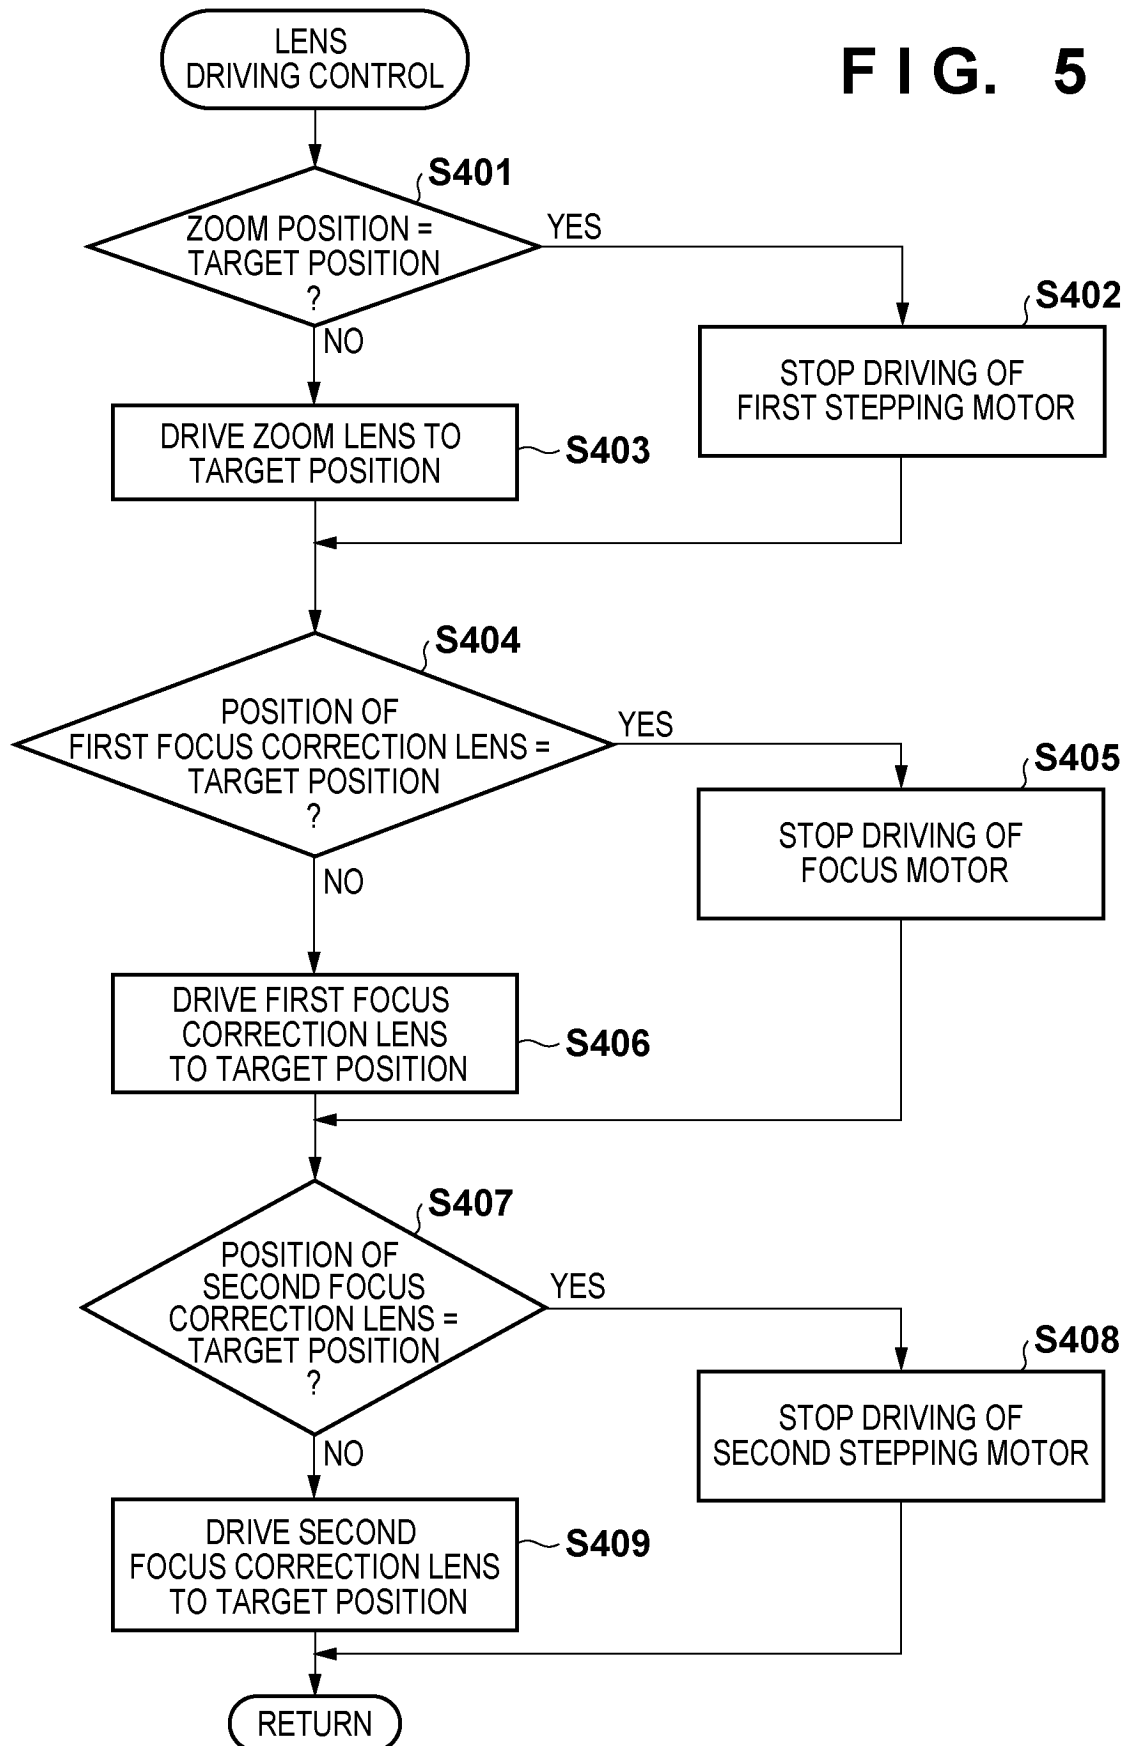 LENS
DRIVING CONTROL
FIG. 5
S401
ZOOM POSITION =
TARGET POSITION
?
YES
NO
S402
STOP DRIVING OF
FIRST STEPPING MOTOR
DRIVE ZOOM LENS TO
TARGET POSITION
S403
S404
POSITION OF
FIRST FOCUS CORRECTION LENS =
TARGET POSITION
?
YES
NO
S405
STOP DRIVING OF
FOCUS MOTOR
DRIVE FIRST FOCUS
CORRECTION LENS
TO TARGET POSITION
S406
S407
POSITION OF
SECOND FOCUS
CORRECTION LENS =
TARGET POSITION
?
YES
NO
S408
STOP DRIVING OF
SECOND STEPPING MOTOR
DRIVE SECOND
FOCUS CORRECTION LENS
TO TARGET POSITION
S409
RETURN